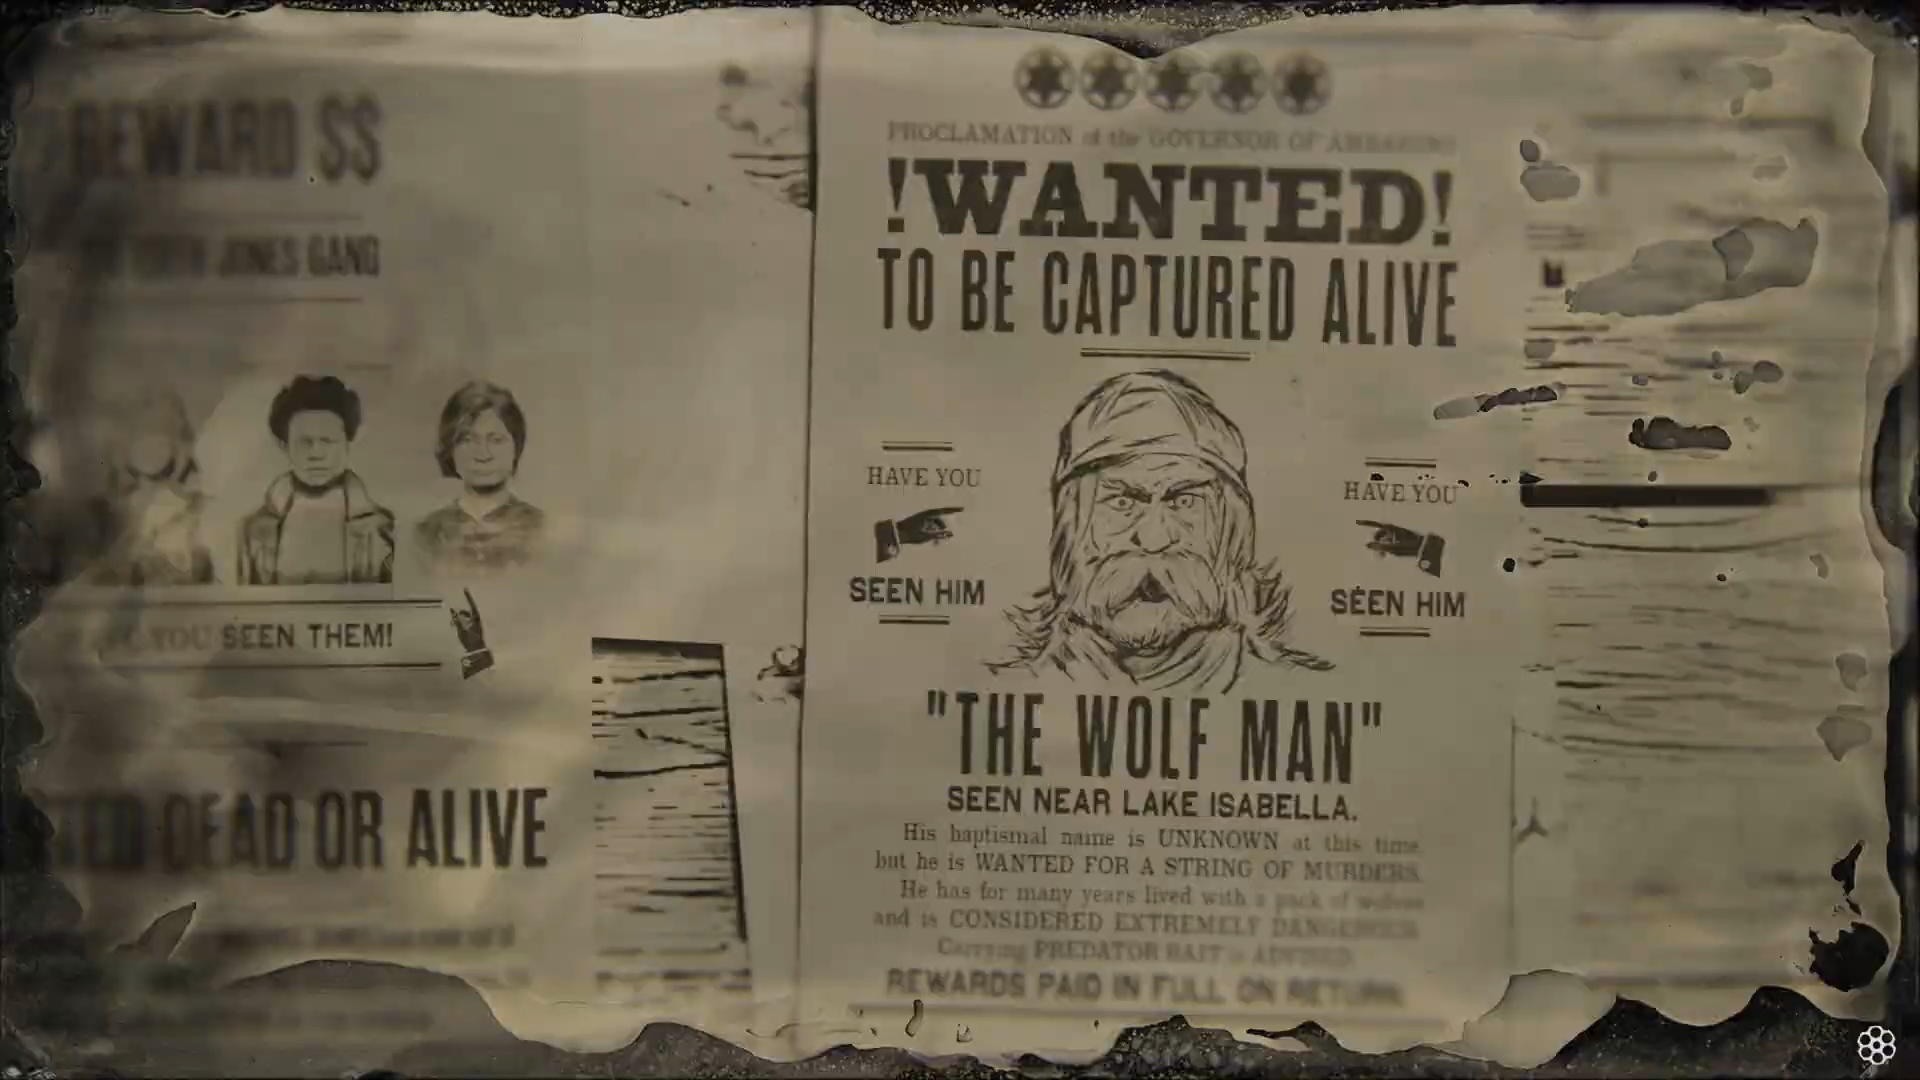 REWARD $$
JONES GANG
YOU SEEN THEM!
DEAD OR ALIVE
PROCLAMATION of the GOVERNOR OF AMBARINO
!WANTED!
TO BE CAPTURED ALIVE
HAVE YOU
SEEN HIM
HAVE YOU
SEEN HIM
"THE WOLF MAN"
SEEN NEAR LAKE ISABELLA.
His baptismal name is UNKNOWN at this time
but he is WANTED FOR A STRING OF MURDERS.
He has for many years lived with a pack of wolves
and is CONSIDERED EXTREMELY DANGEROUS.
Carrying PREDATOR BAIT is ADVISED
REWARDS PAID IN FULL ON RETURN.